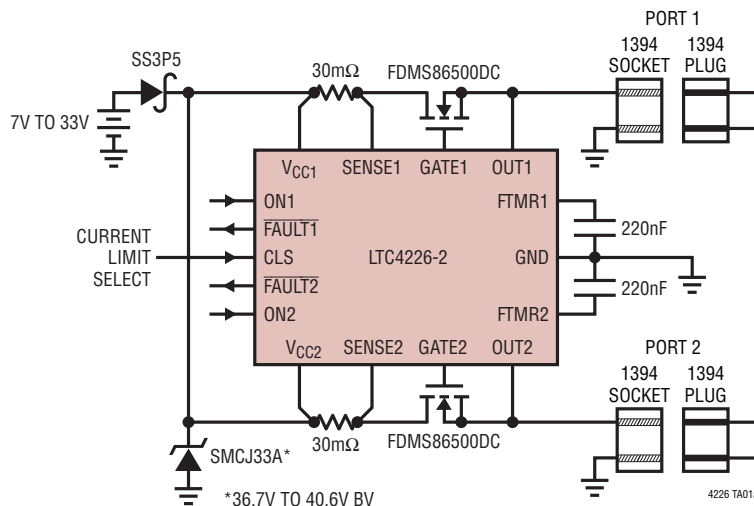 PORT 1
1394
SOCKET
1394
PLUG
SS3P5
30mΩ
FDMS86500DC
7V TO 33V
VCC1
SENSE1
GATE1
OUT1
ON1
FAULT1
CURRENT
LIMIT
SELECT
CLS
FAULT2
ON2
LTC4226-2
FTMR1
GND
FTMR2
220nF
220nF
VCC2
SENSE2
GATE2
OUT2
PORT 2
1394
SOCKET
1394
PLUG
30mΩ
FDMS86500DC
SMCJ33A*
*36.7V TO 40.6V BV